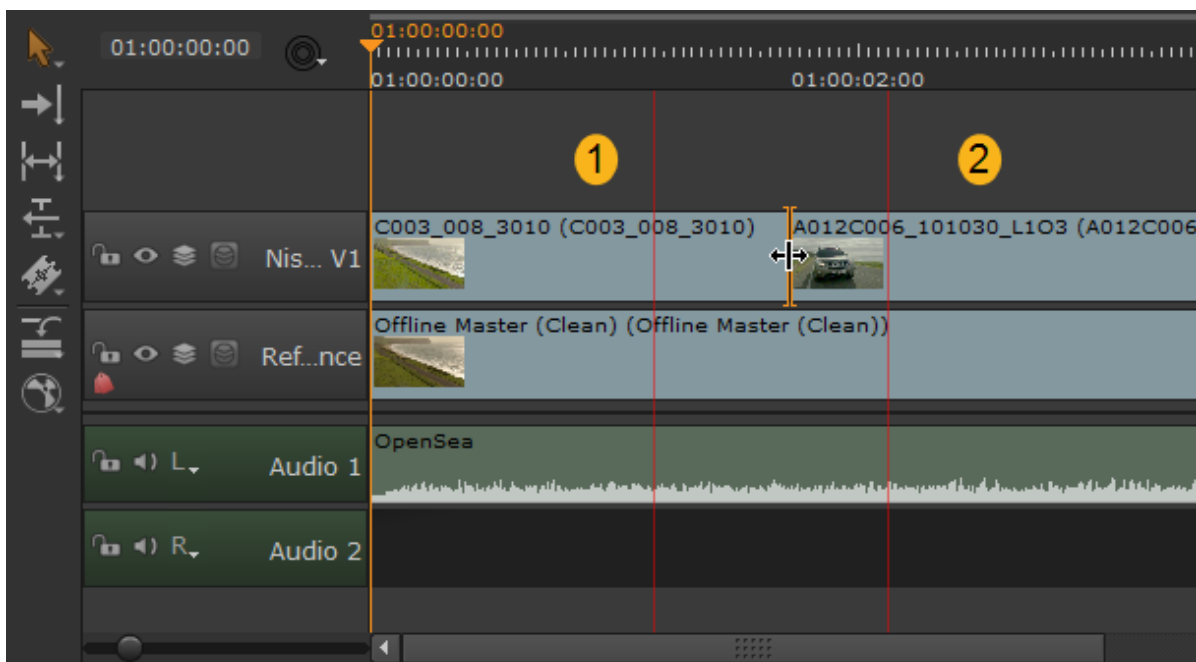 01:00:00:00
01:00:00:00
01:00:00:00
01:00:02:00
1
2
C003_008_3010 (C003_008_3010)
A012C006_101030_L1O3 (A012C006
Nis... V1
Offline Master (Clean) (Offline Master (Clean))
Ref...nce
OpenSea
L
Audio 1
R
Audio 2